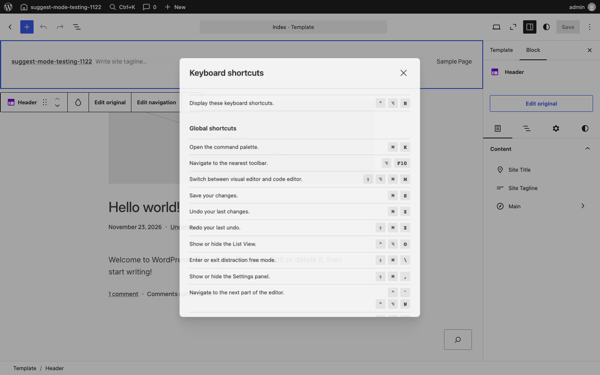 suggest-mode-testing-1122 Ctrl+K 0 New admin
Index · Template
Save
suggest-mode-testing-1122 Write site tagline… Sample Page
Template Block
Header
Edit original
Header Edit original Edit navigation
Content
Site Title
Site Tagline
Main
Hello world!
November 23, 2026
Welcome to WordPre
start writing!
1 comment · Comments
Keyboard shortcuts
Display these keyboard shortcuts. ⌃ ⌥ H
Global shortcuts
Open the command palette. ⌘ K
Navigate to the nearest toolbar. ⌥ F10
Switch between visual editor and code editor. ⇧ ⌥ ⌘ M
Save your changes. ⌘ S
Undo your last changes. ⌘ Z
Redo your last undo. ⇧ ⌘ Z
Show or hide the List View. ⌃ ⌥ O
Enter or exit distraction free mode. ⇧ ⌘ \
Show or hide the Settings panel. ⇧ ⌘ ,
Navigate to the next part of the editor. ⌃ `
⌃ ⌥ N
Template / Header